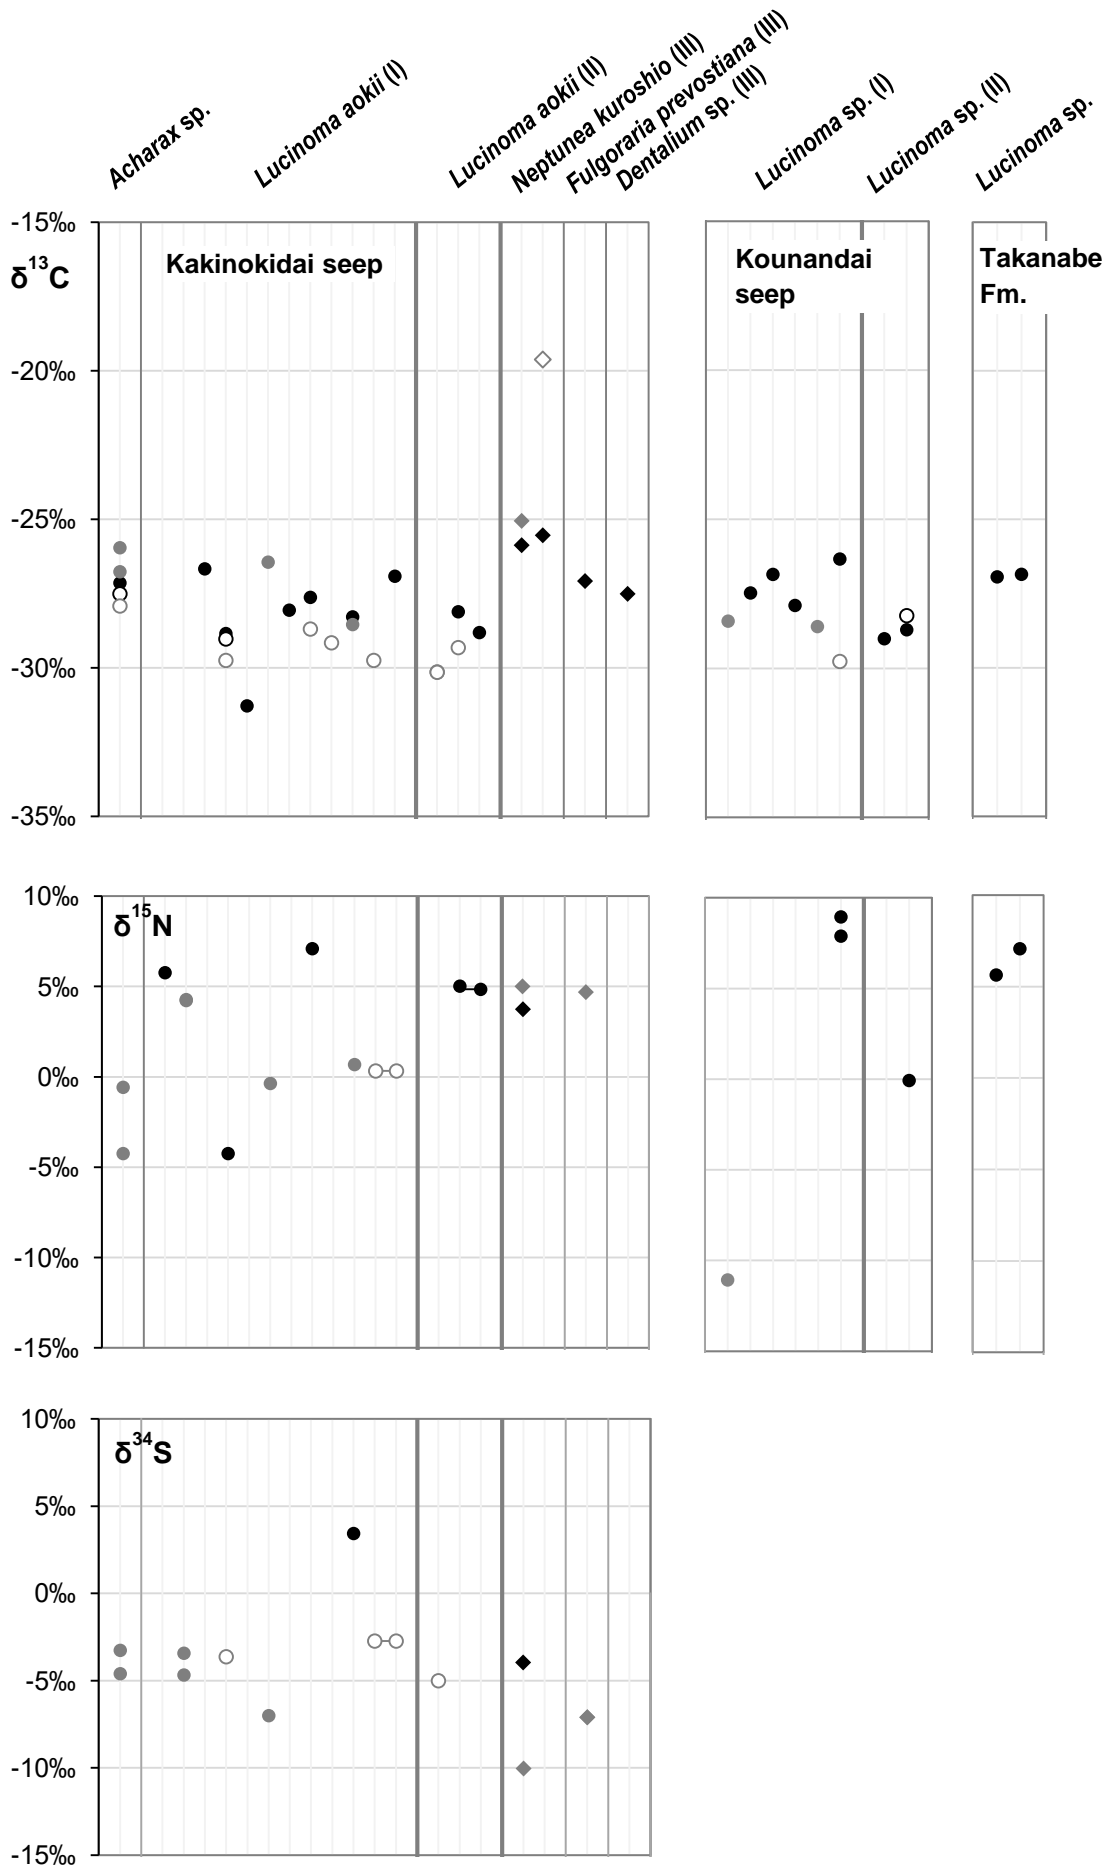 Acharax sp.
Lucinoma aokii (I)
Lucinoma aokii (II)
Neptunea kuroshio (III)
Fulgoraria prevostiana (III)
Dentalium sp. (III)
Lucinoma sp. (I)
Lucinoma sp. (II)
Lucinoma sp.
-15‰
δ¹³C
Kakinokidai seep
Kounandai
seep
Takanabe
Fm.
-20‰
-25‰
-30‰
-35‰
10‰
δ¹⁵N
5‰
0‰
-5‰
-10‰
-15‰
10‰
δ³⁴S
5‰
0‰
-5‰
-10‰
-15‰